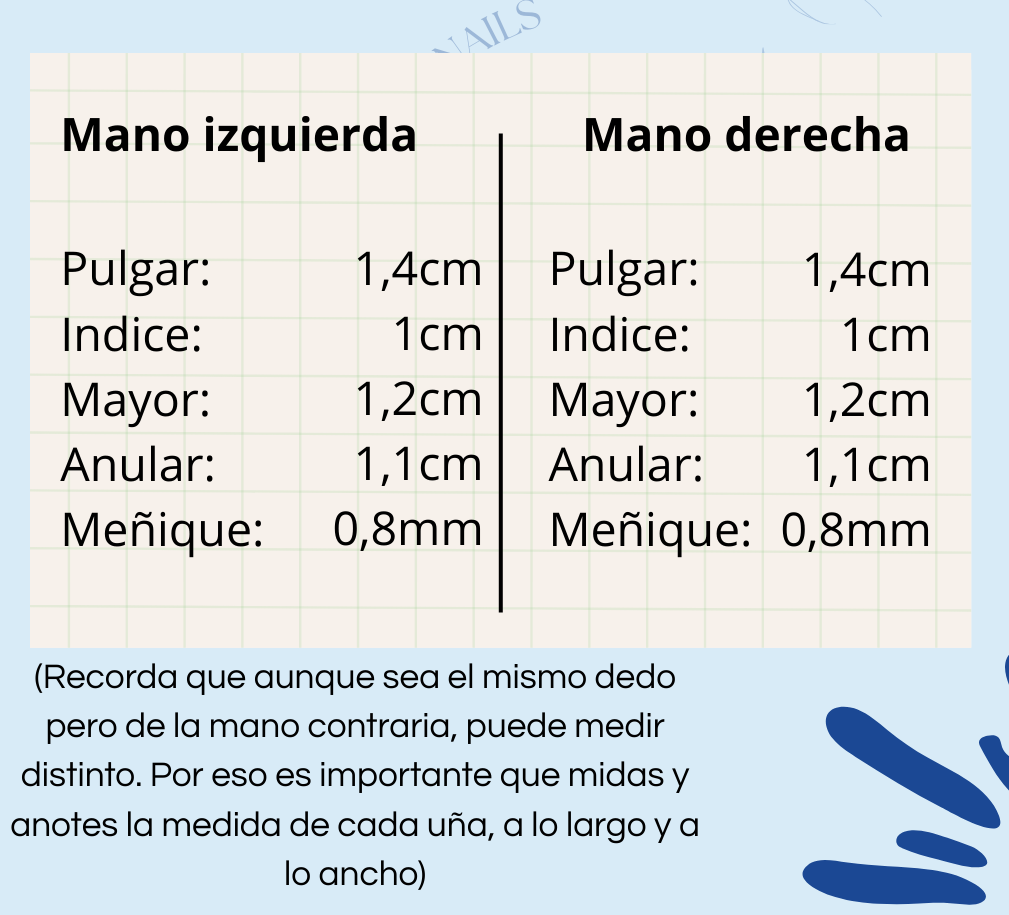 NAILS
Mano izquierda
Pulgar: 1,4cm
Indice: 1cm
Mayor: 1,2cm
Anular: 1,1cm
Meñique: 0,8mm
Mano derecha
Pulgar: 1,4cm
Indice: 1cm
Mayor: 1,2cm
Anular: 1,1cm
Meñique: 0,8mm
(Recorda que aunque sea el mismo dedo
pero de la mano contraria, puede medir
distinto. Por eso es importante que midas y
anotes la medida de cada uña, a lo largo y a
lo ancho)